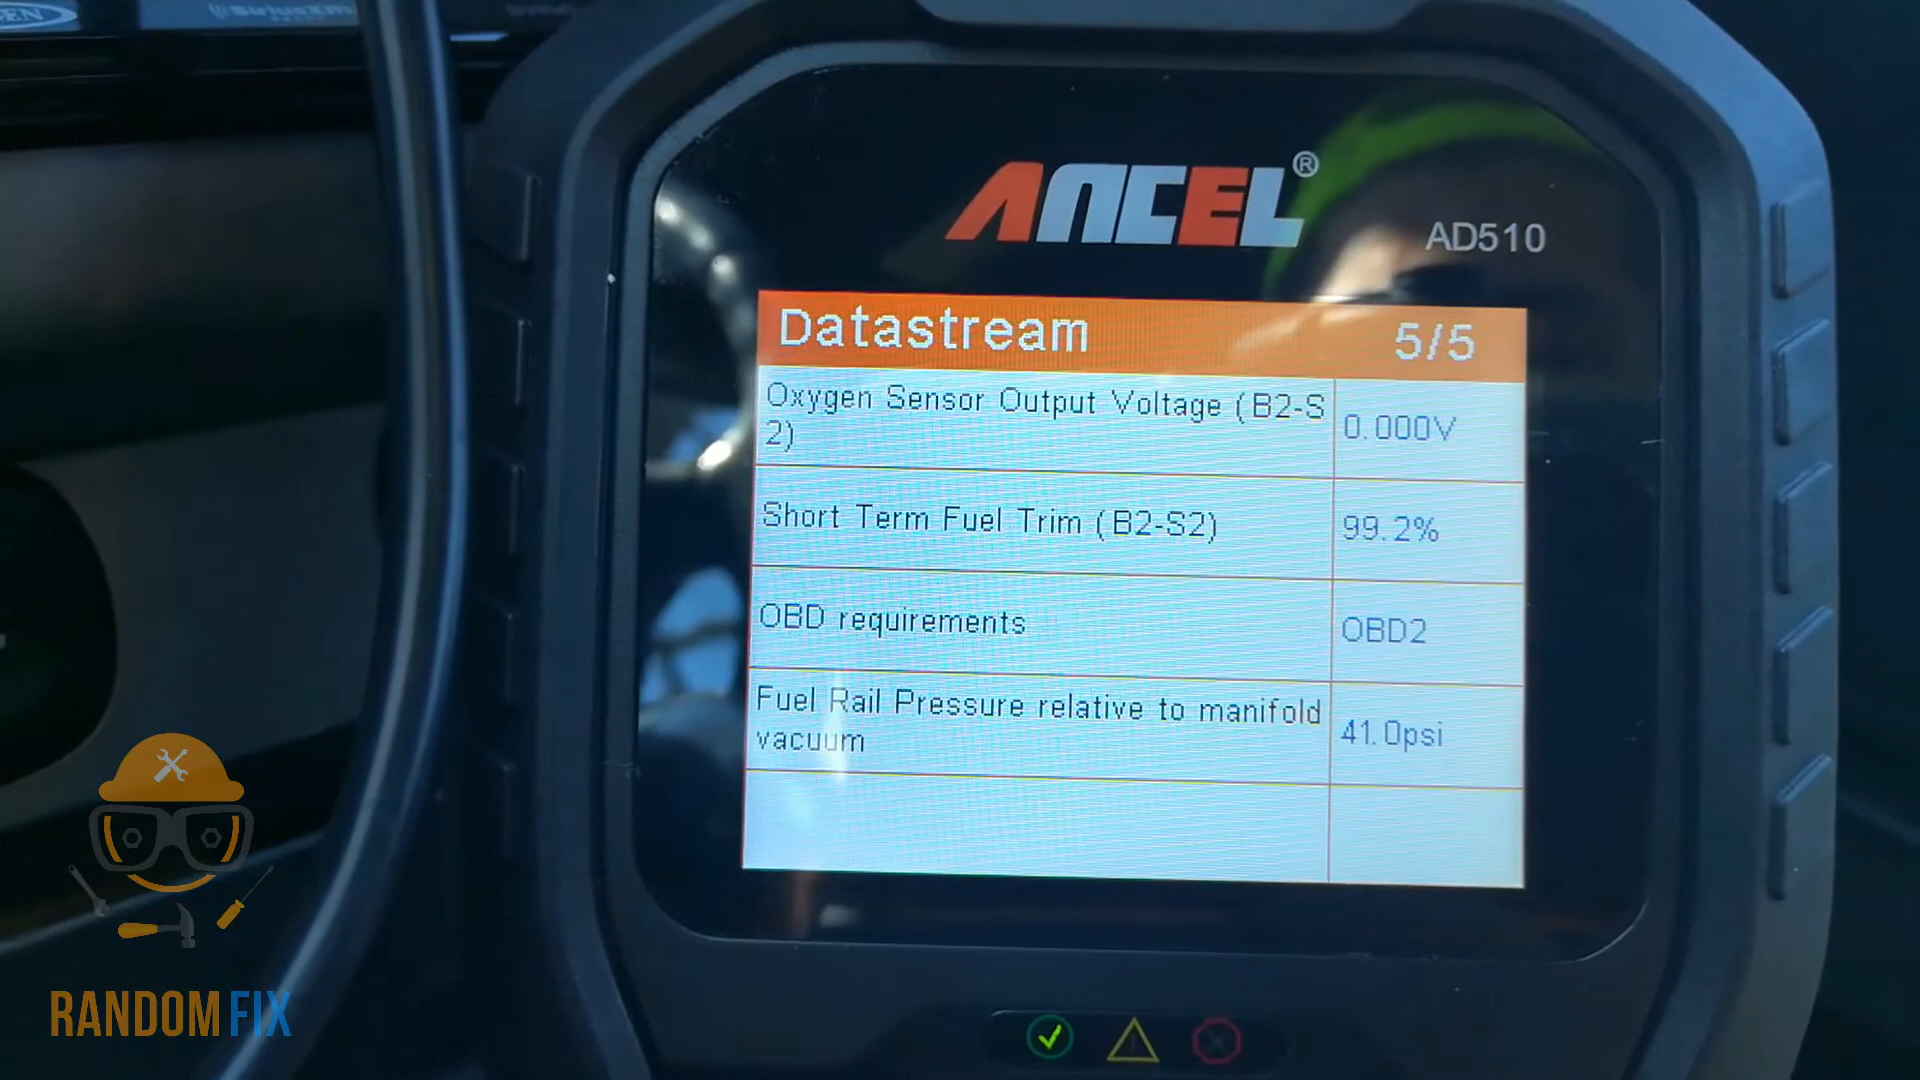 SiriusXM
ANCEL®
AD510
Datastream 5/5
Oxygen Sensor Output Voltage (B2-S
2)
0.000V
Short Term Fuel Trim (B2-S2)
99.2%
OBD requirements
OBD2
Fuel Rail Pressure relative to manifold
vacuum
41.0psi
RANDOM FIX